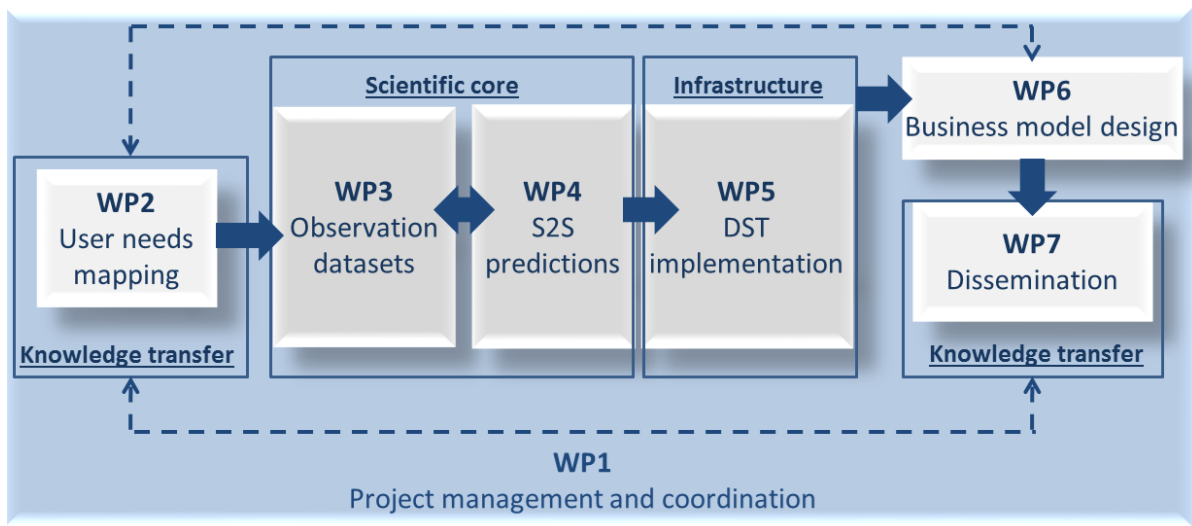 Scientific core
Infrastructure
WP6
Business model design
WP2
User needs
mapping
Knowledge transfer
WP3
Observation
datasets
WP4
S2S
predictions
WP5
DST
implementation
WP7
Dissemination
Knowledge transfer
WP1
Project management and coordination